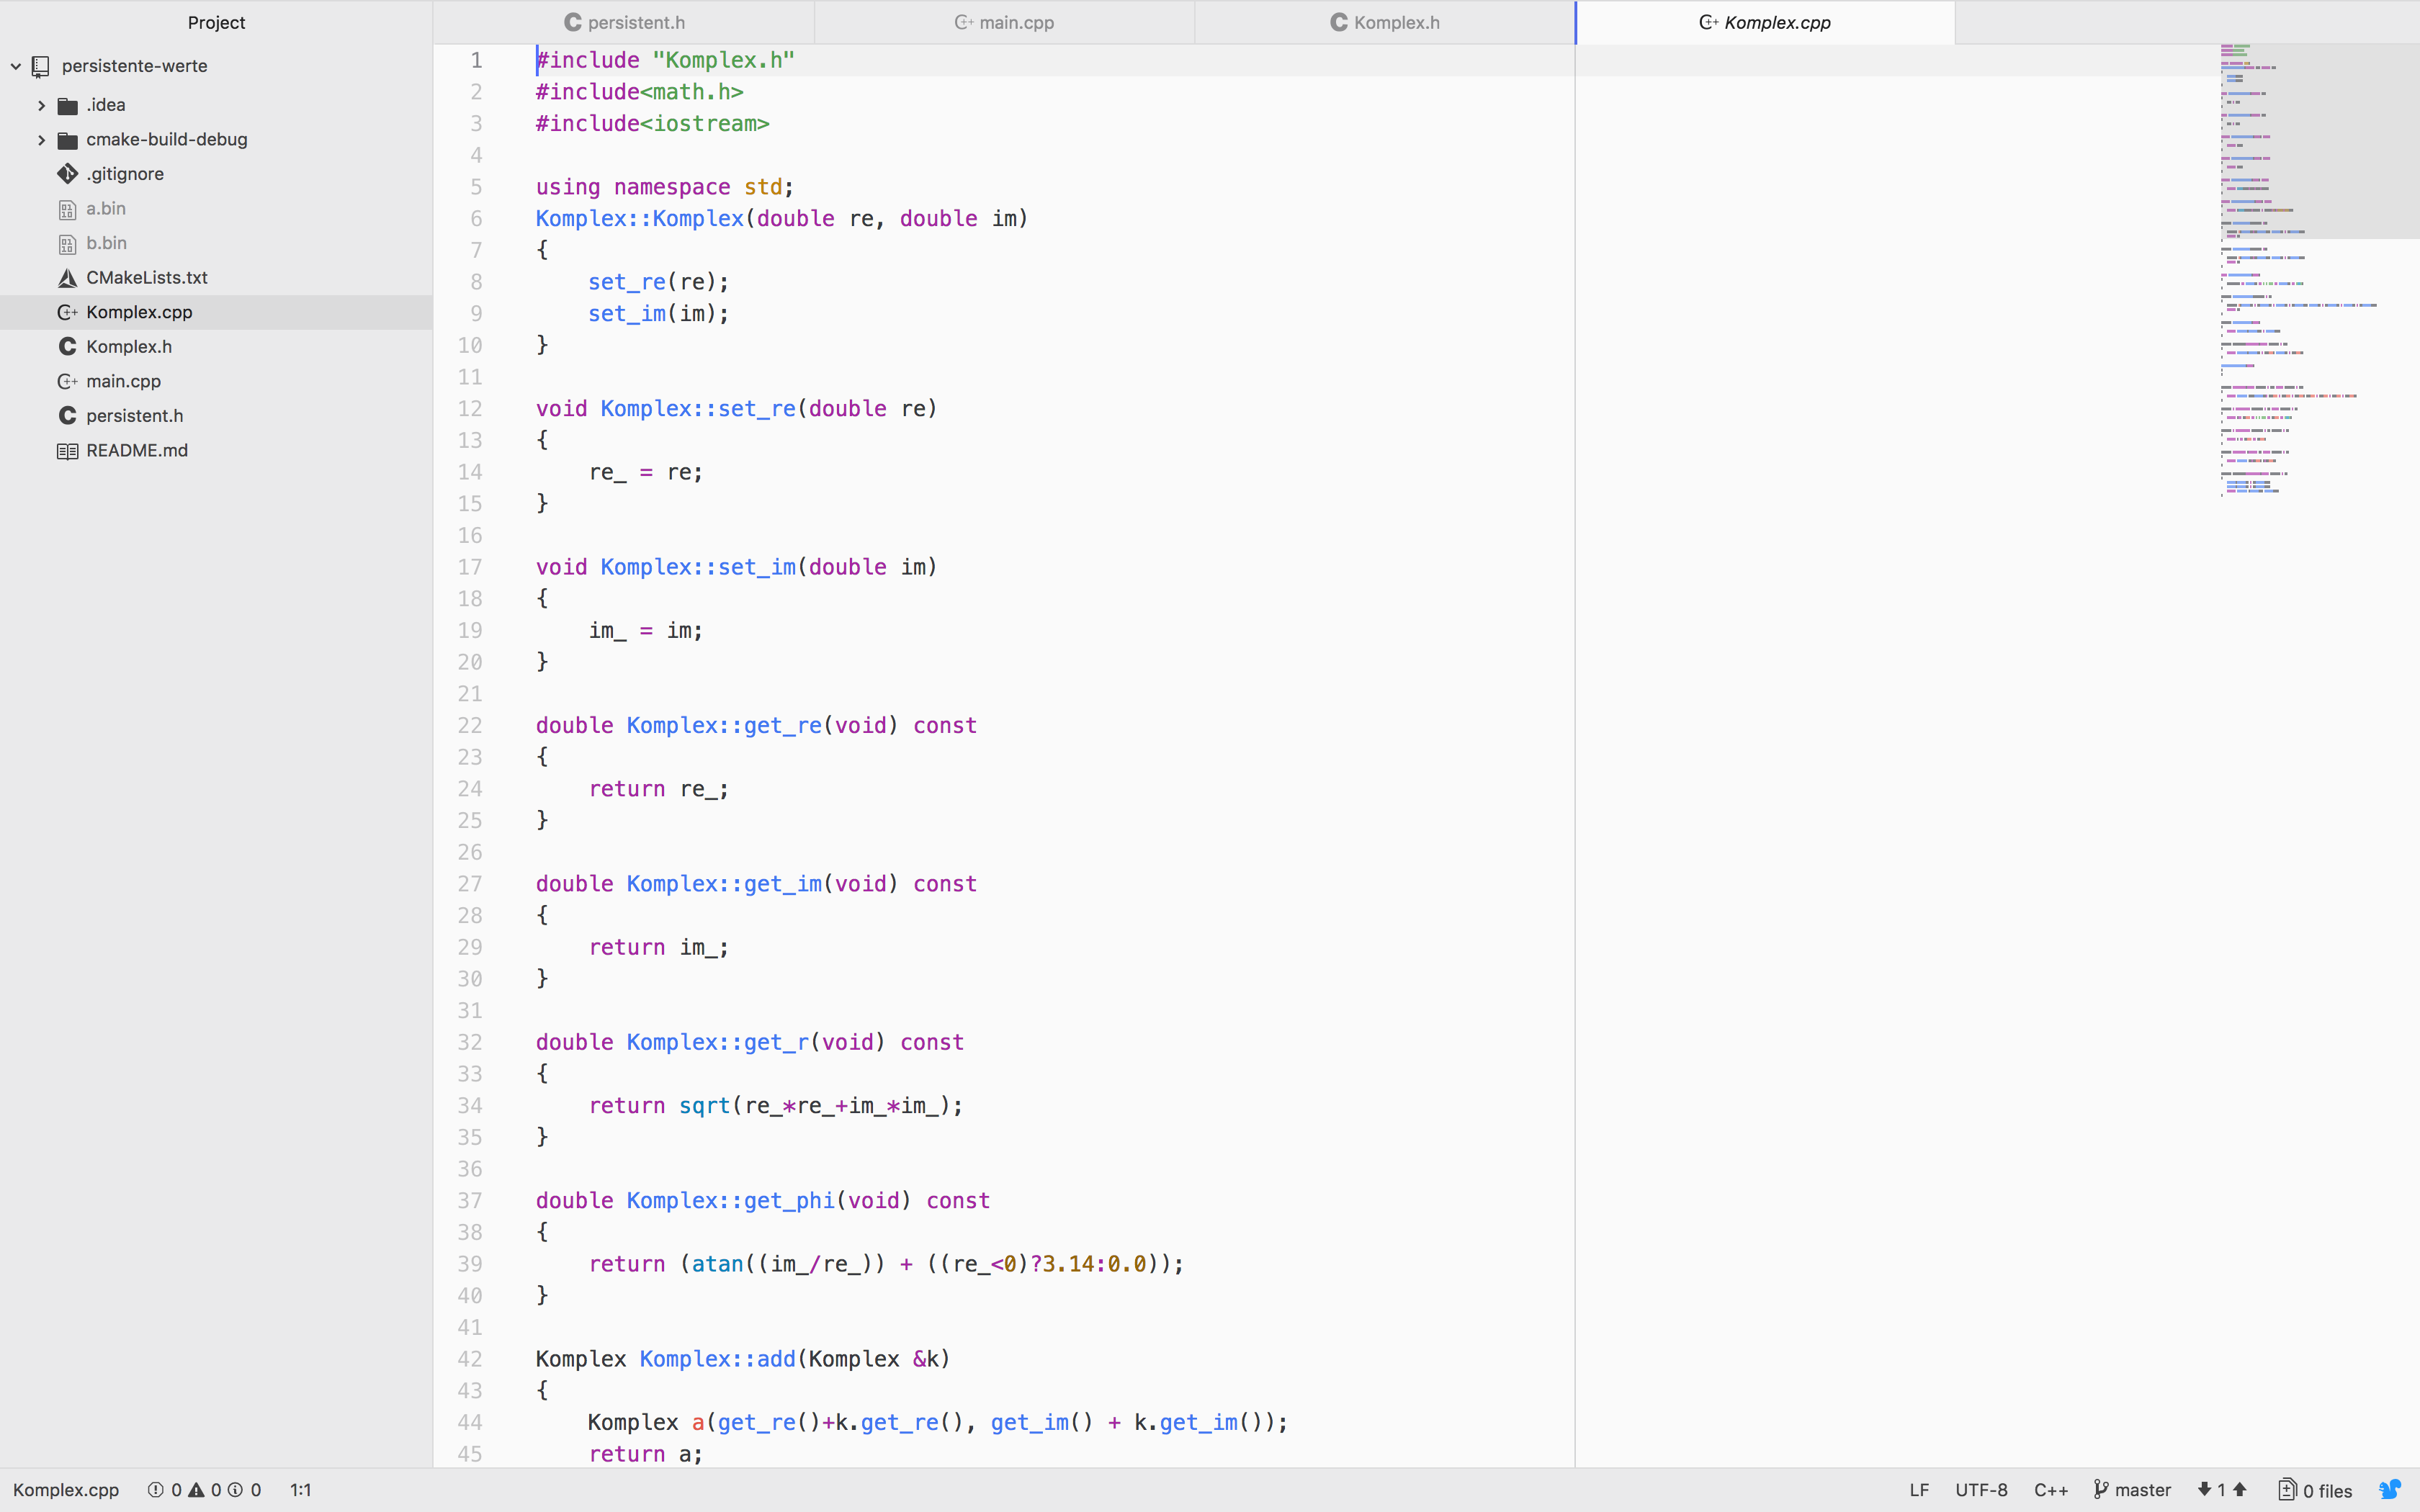 Project
persistent.h
main.cpp
Komplex.h
Komplex.cpp
persistente-werte
.idea
cmake-build-debug
.gitignore
a.bin
b.bin
CMakeLists.txt
Komplex.cpp
Komplex.h
main.cpp
persistent.h
README.md
1 #include "Komplex.h"
2 #include<math.h>
3 #include<iostream>
4
5 using namespace std;
6 Komplex::Komplex(double re, double im)
7 {
8     set_re(re);
9     set_im(im);
10 }
11
12 void Komplex::set_re(double re)
13 {
14     re_ = re;
15 }
16
17 void Komplex::set_im(double im)
18 {
19     im_ = im;
20 }
21
22 double Komplex::get_re(void) const
23 {
24     return re_;
25 }
26
27 double Komplex::get_im(void) const
28 {
29     return im_;
30 }
31
32 double Komplex::get_r(void) const
33 {
34     return sqrt(re_*re_+im_*im_);
35 }
36
37 double Komplex::get_phi(void) const
38 {
39     return (atan((im_/re_)) + ((re_<0)?3.14:0.0));
40 }
41
42 Komplex Komplex::add(Komplex &k)
43 {
44     Komplex a(get_re()+k.get_re(), get_im() + k.get_im());
45     return a;
Komplex.cpp 0 0 0 1:1 LF UTF-8 C++ master 1 0 files